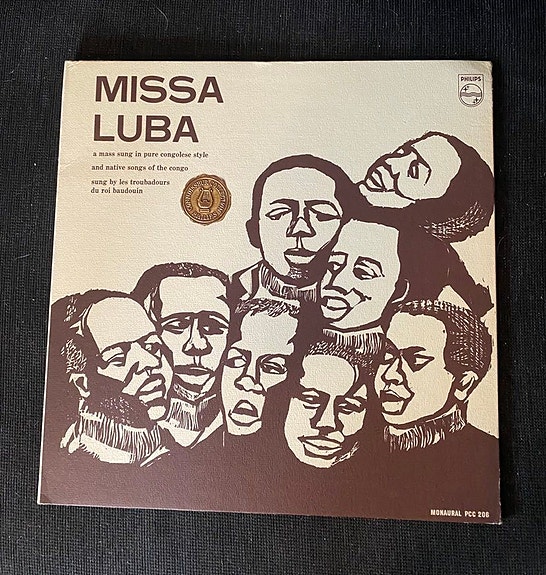 MISSA
LUBA
PHILIPS
a mass sung in pure congolese style
and native songs of the congo
sung by les troubadours
du roi baudouin
MONAURAL PCC 206